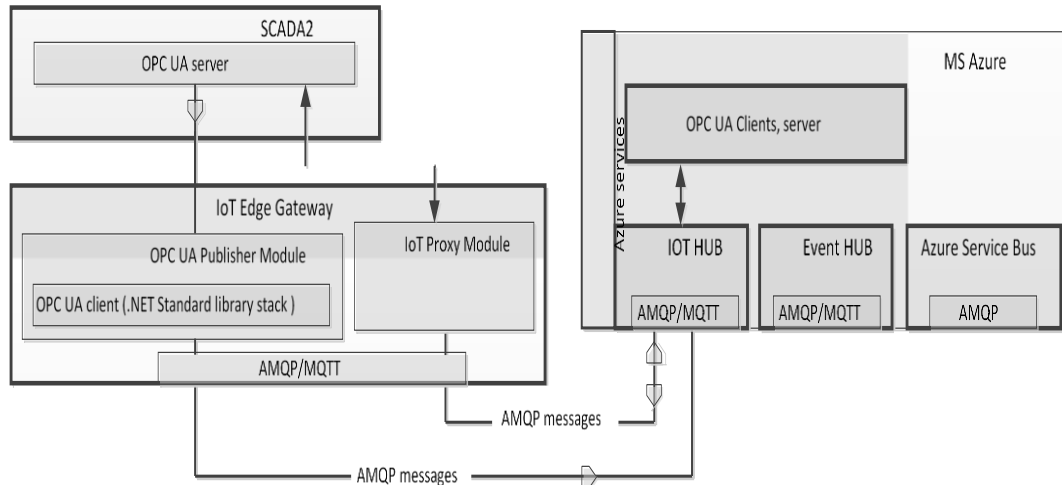 SCADA2
OPC UA server
IoT Edge Gateway
OPC UA Publisher Module
OPC UA client (.NET Standard library stack )
IoT Proxy Module
AMQP/MQTT
AMQP messages
AMQP messages
MS Azure
Azure services
OPC UA Clients, server
IOT HUB
AMQP/MQTT
Event HUB
AMQP/MQTT
Azure Service Bus
AMQP